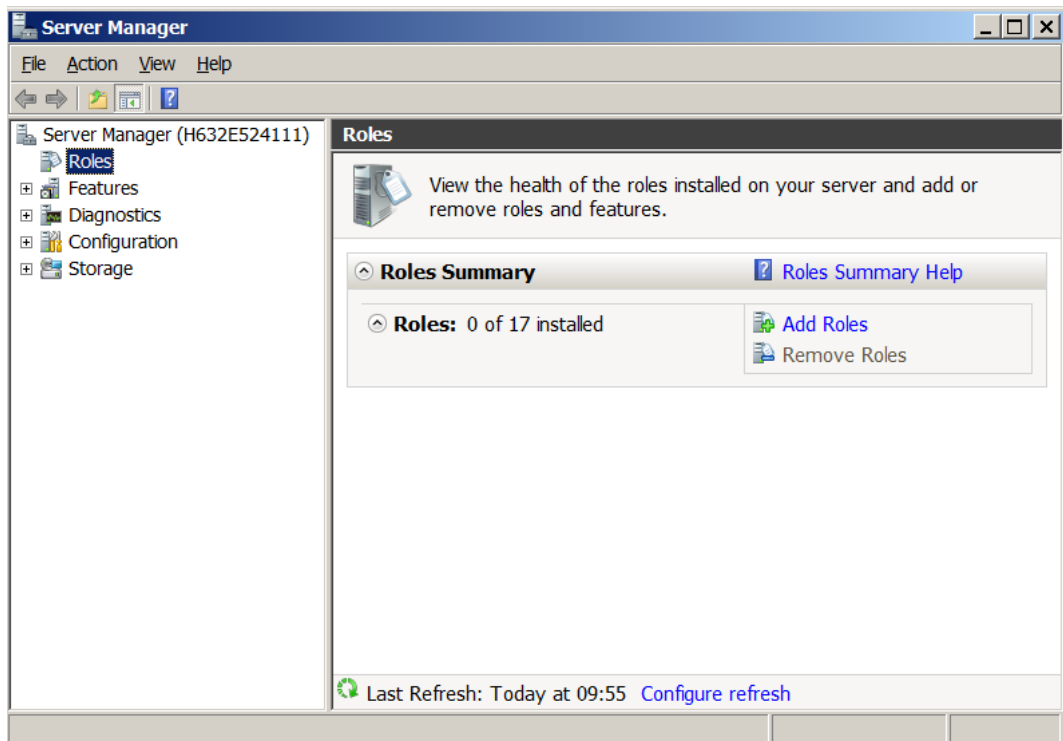 Server Manager
File Action View Help
Server Manager (H632E524111)
Roles
Features
Diagnostics
Configuration
Storage
Roles
View the health of the roles installed on your server and add or
remove roles and features.
Roles Summary
Roles Summary Help
Roles: 0 of 17 installed
Add Roles
Remove Roles
Last Refresh: Today at 09:55 Configure refresh